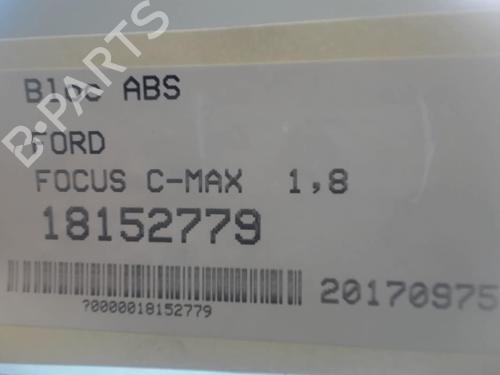 B-PARTS
Bloc ABS
FORD
FOCUS C-MAX 1,8
18152779
20170975
?0000018152779